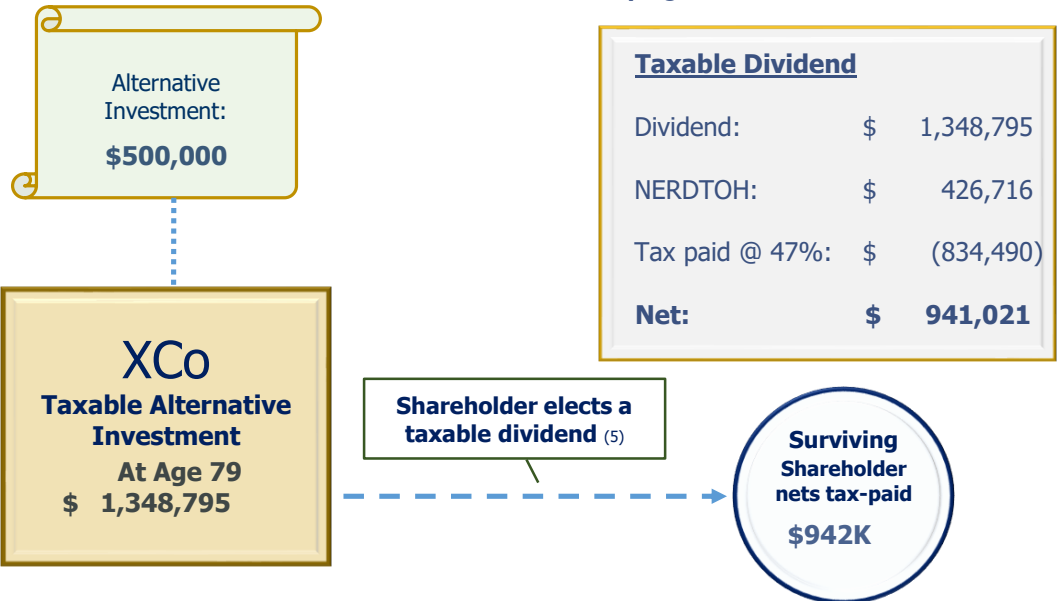 Alternative
Investment:
$500,000
Taxable Dividend
Dividend: $ 1,348,795
NERDTOH: $ 426,716
Tax paid @ 47%: $ (834,490)
Net: $ 941,021
XCo
Taxable Alternative
Investment
At Age 79
$ 1,348,795
Shareholder elects a
taxable dividend (5)
Surviving
Shareholder
nets tax-paid
$942K